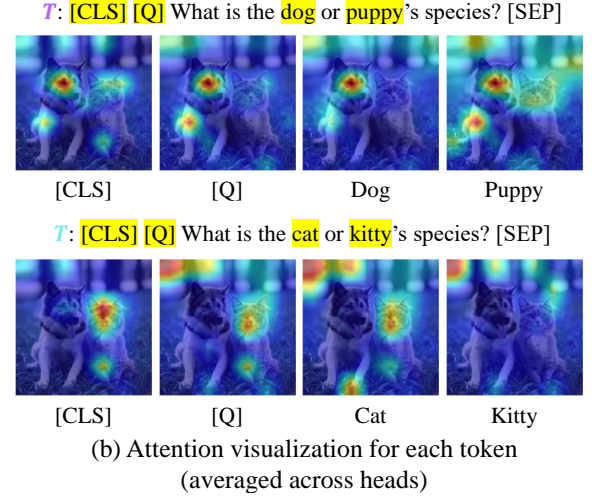 T: [CLS] [Q] What is the dog or puppy's species? [SEP]
[CLS] [Q] Dog Puppy
T: [CLS] [Q] What is the cat or kitty's species? [SEP]
[CLS] [Q] Cat Kitty
(b) Attention visualization for each token
(averaged across heads)